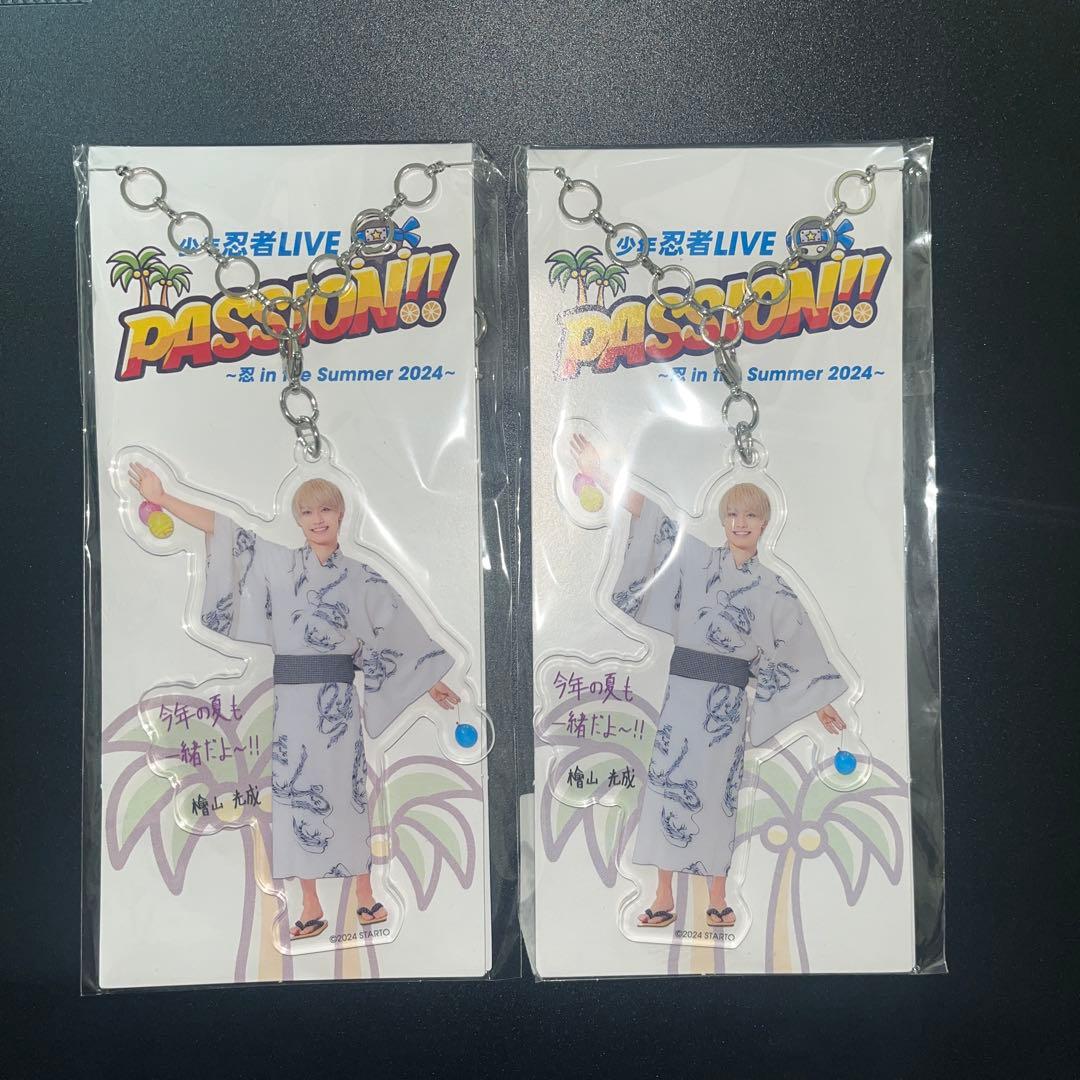 少年忍者LIVE
PASSION!!
~忍 in the Summer 2024~
今年の夏も
一緒だよ~!!
檜山 光成
©2024 STARTO
少年忍者LIVE
PASSION!!
~忍 in the Summer 2024~
今年の夏も
一緒だよ~!!
檜山 光成
©2024 STARTO